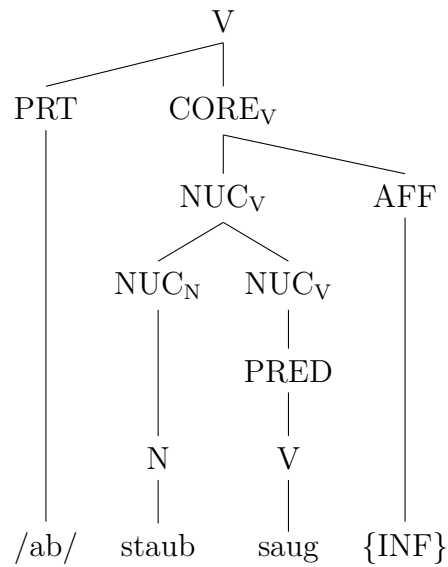 V
PRT CORE_V
NUC_V AFF
NUC_N NUC_V
PRED
N V
/ab/ staub saug {INF}